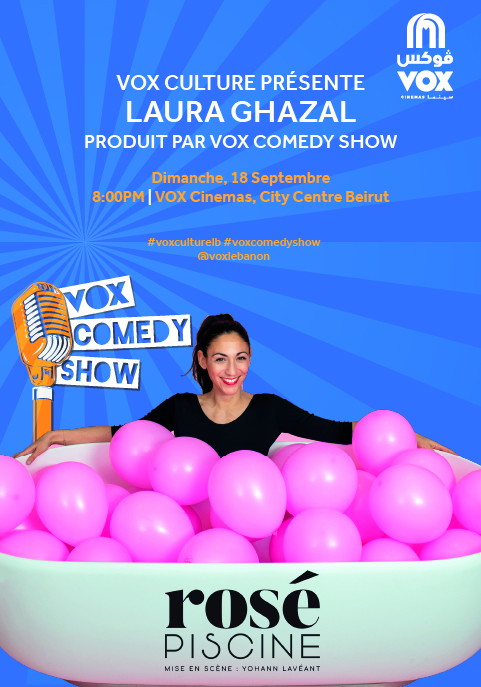 ڤوكس
VOX
CINEMAS سينما
VOX CULTURE PRÉSENTE
LAURA GHAZAL
PRODUIT PAR VOX COMEDY SHOW
Dimanche, 18 Septembre
8:00PM | VOX Cinemas, City Centre Beirut
#voxculturelb #voxcomedyshow
@voxlebanon
VOX
COMEDY
SHOW
rosé
PISCINE
MISE EN SCÈNE : YOHANN LAVÉANT